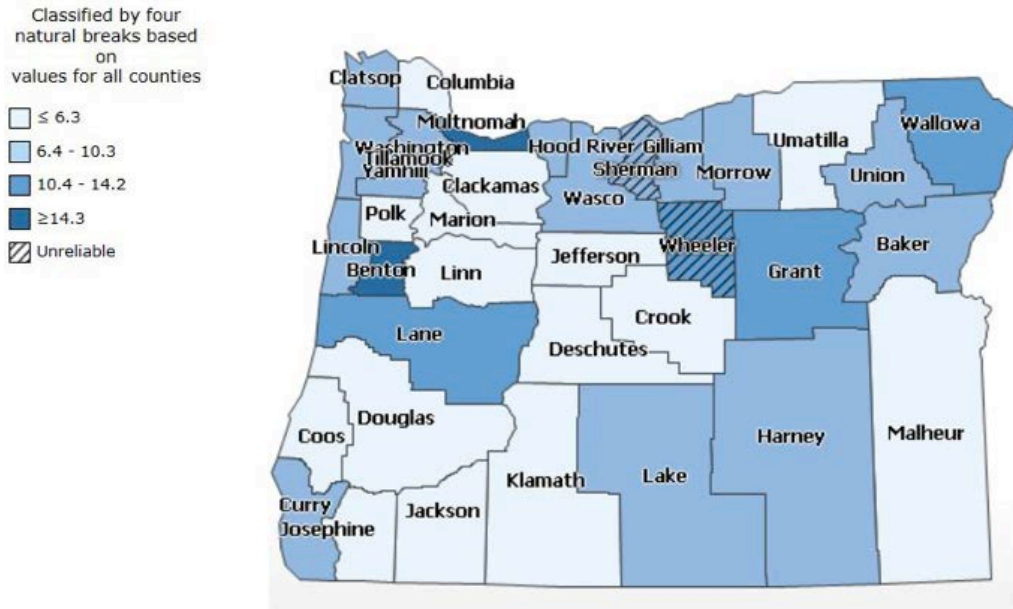 Classified by four
natural breaks based
on
values for all counties
≤ 6.3
6.4 - 10.3
10.4 - 14.2
≥14.3
Unreliable
Clatsop
Columbia
Multnomah
Washington
Tillamook
Yamhill
Hood River
Gilliam
Sherman
Morrow
Umatilla
Wallowa
Union
Clackamas
Wasco
Polk
Marion
Lincoln
Benton
Linn
Jefferson
Wheeler
Grant
Baker
Crook
Lane
Deschutes
Douglas
Coos
Harney
Malheur
Klamath
Lake
Curry
Josephine
Jackson